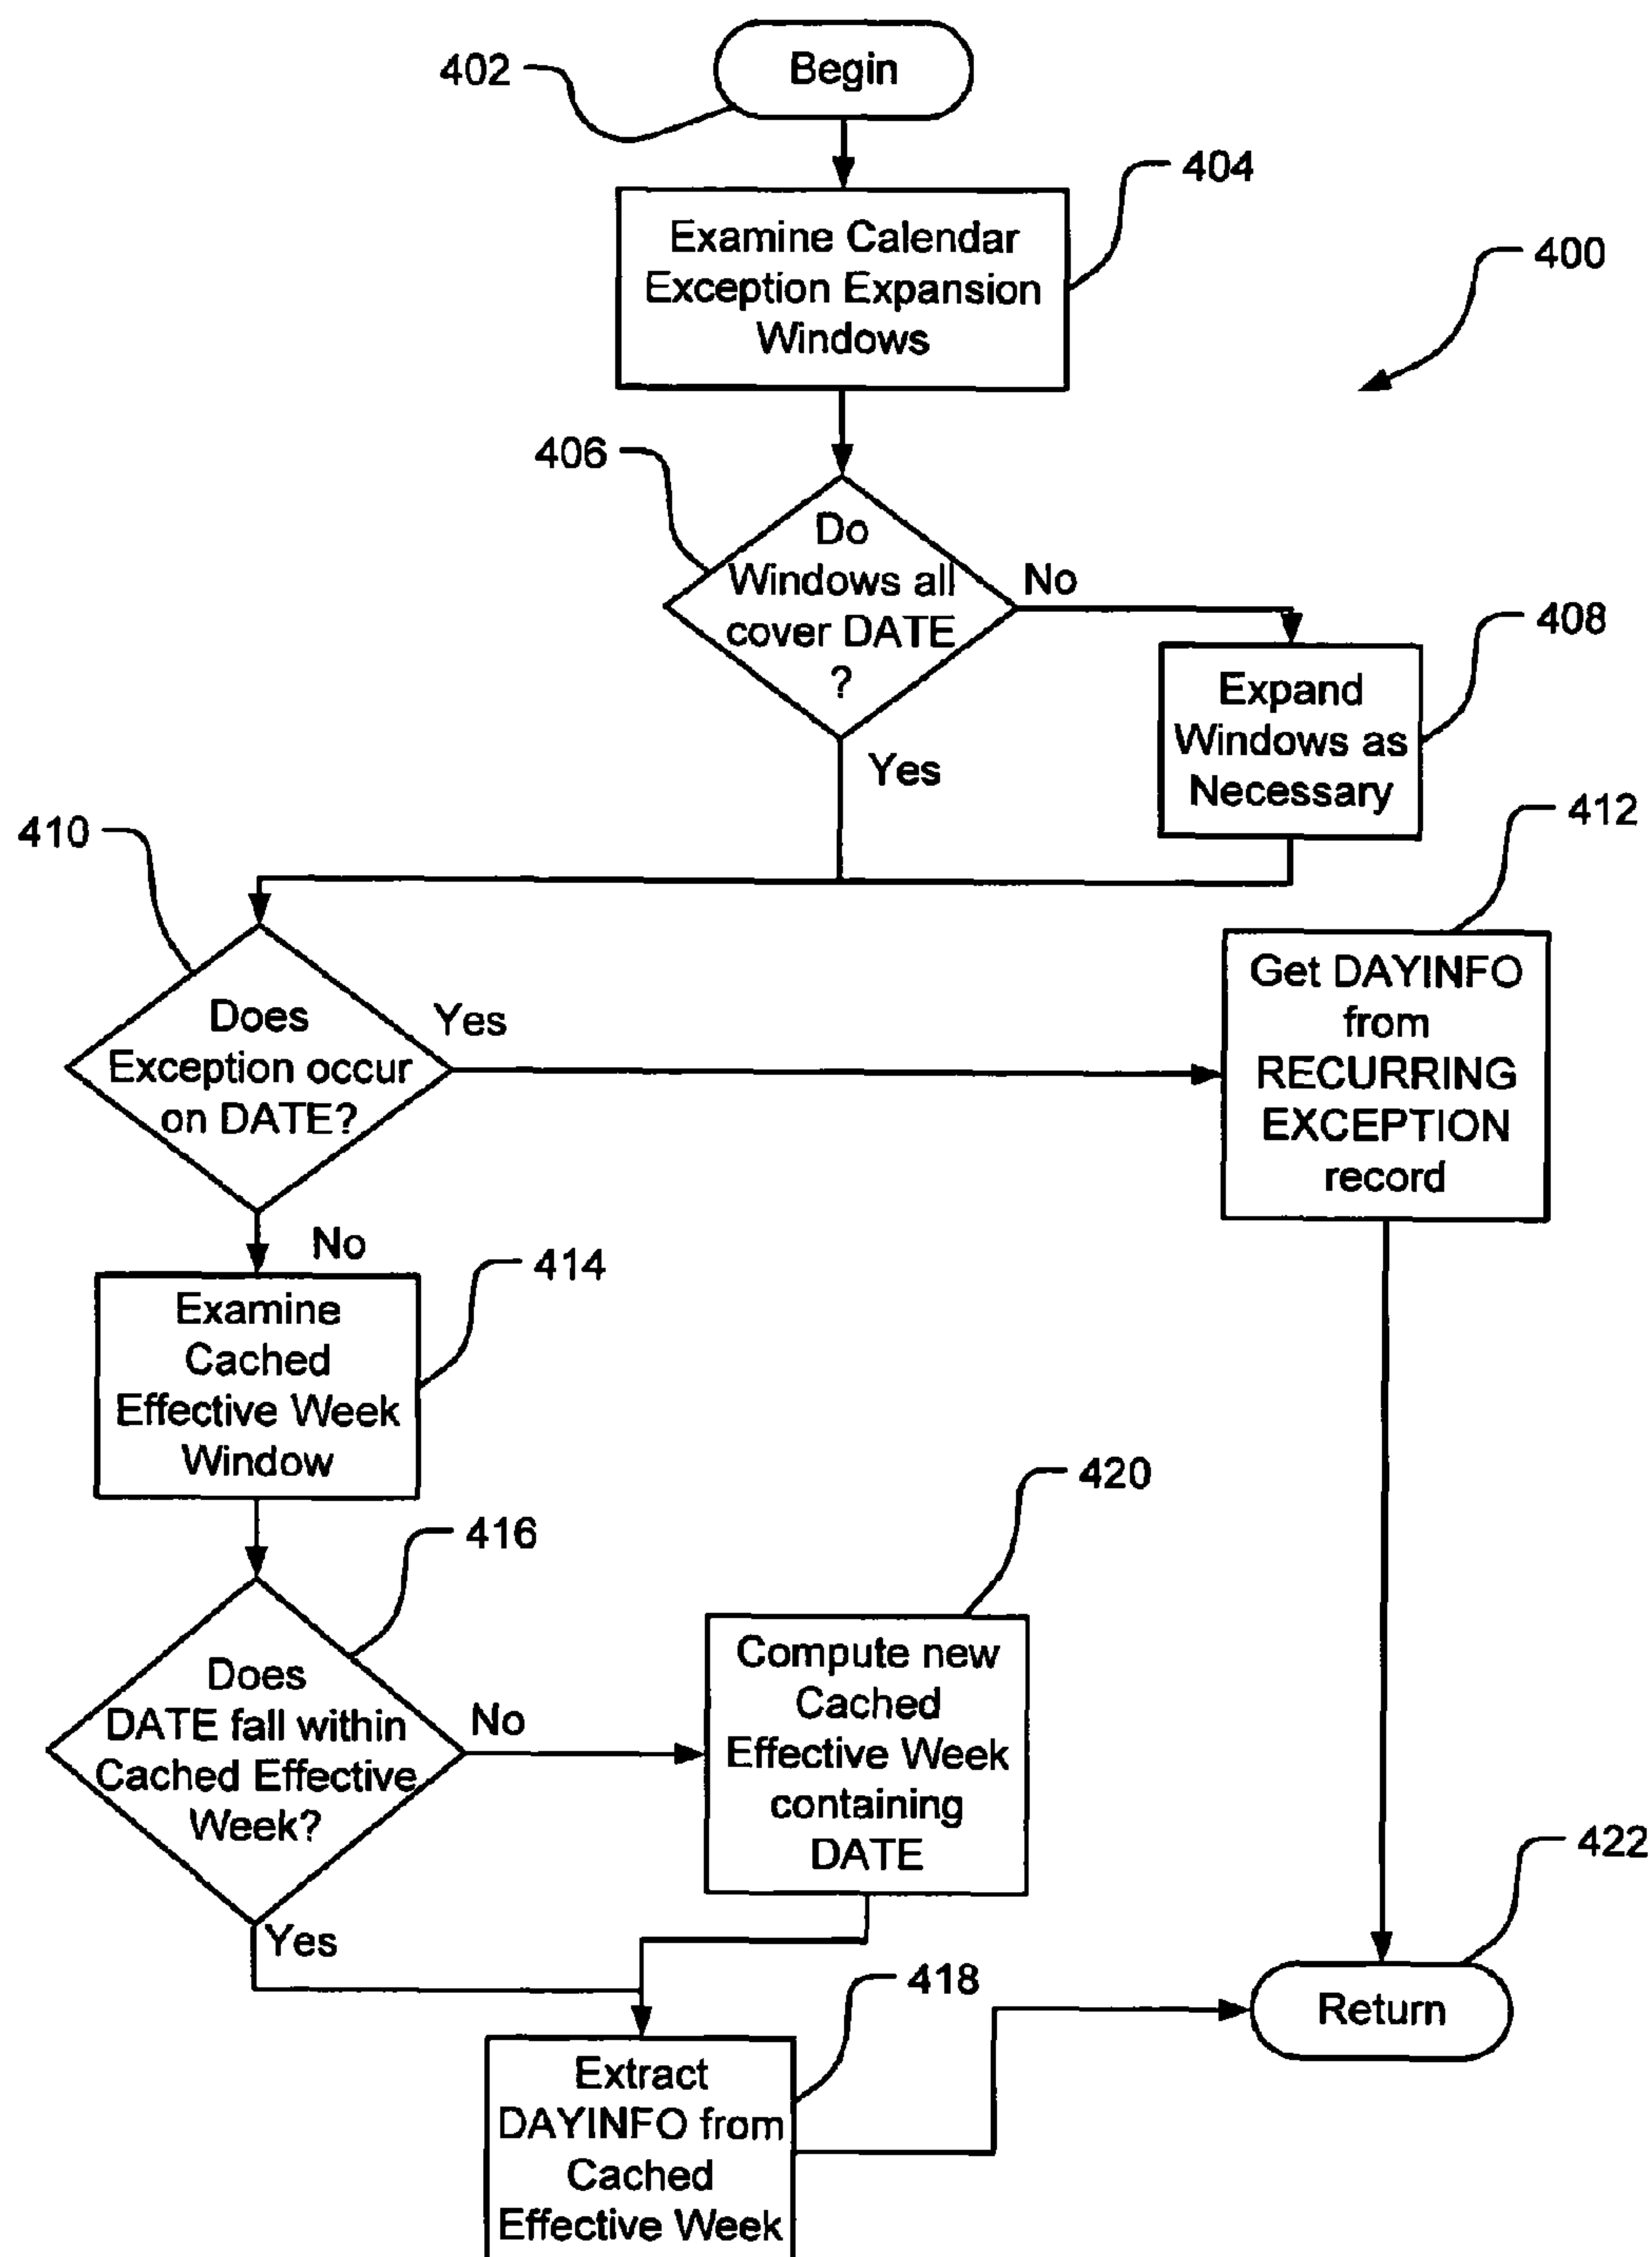 402
Begin
404
Examine Calendar
Exception Expansion
Windows
400
406
Do
Windows all
cover DATE
?
No
408
Expand
Windows as
Necessary
Yes
410
412
Does
Exception occur
on DATE?
Yes
Get DAYINFO
from
RECURRING
EXCEPTION
record
No
414
Examine
Cached
Effective Week
Window
416
420
Does
DATE fall within
Cached Effective
Week?
No
Compute new
Cached
Effective Week
containing
DATE
Yes
422
Return
418
Extract
DAYINFO from
Cached
Effective Week